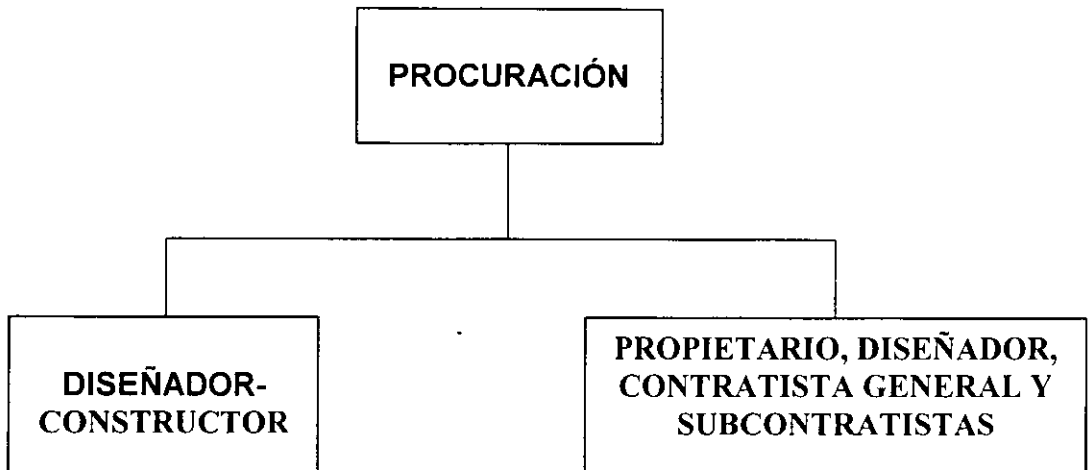 PROCURACIÓN
DISEÑADOR-
CONSTRUCTOR
PROPIETARIO, DISEÑADOR,
CONTRATISTA GENERAL Y
SUBCONTRATISTAS